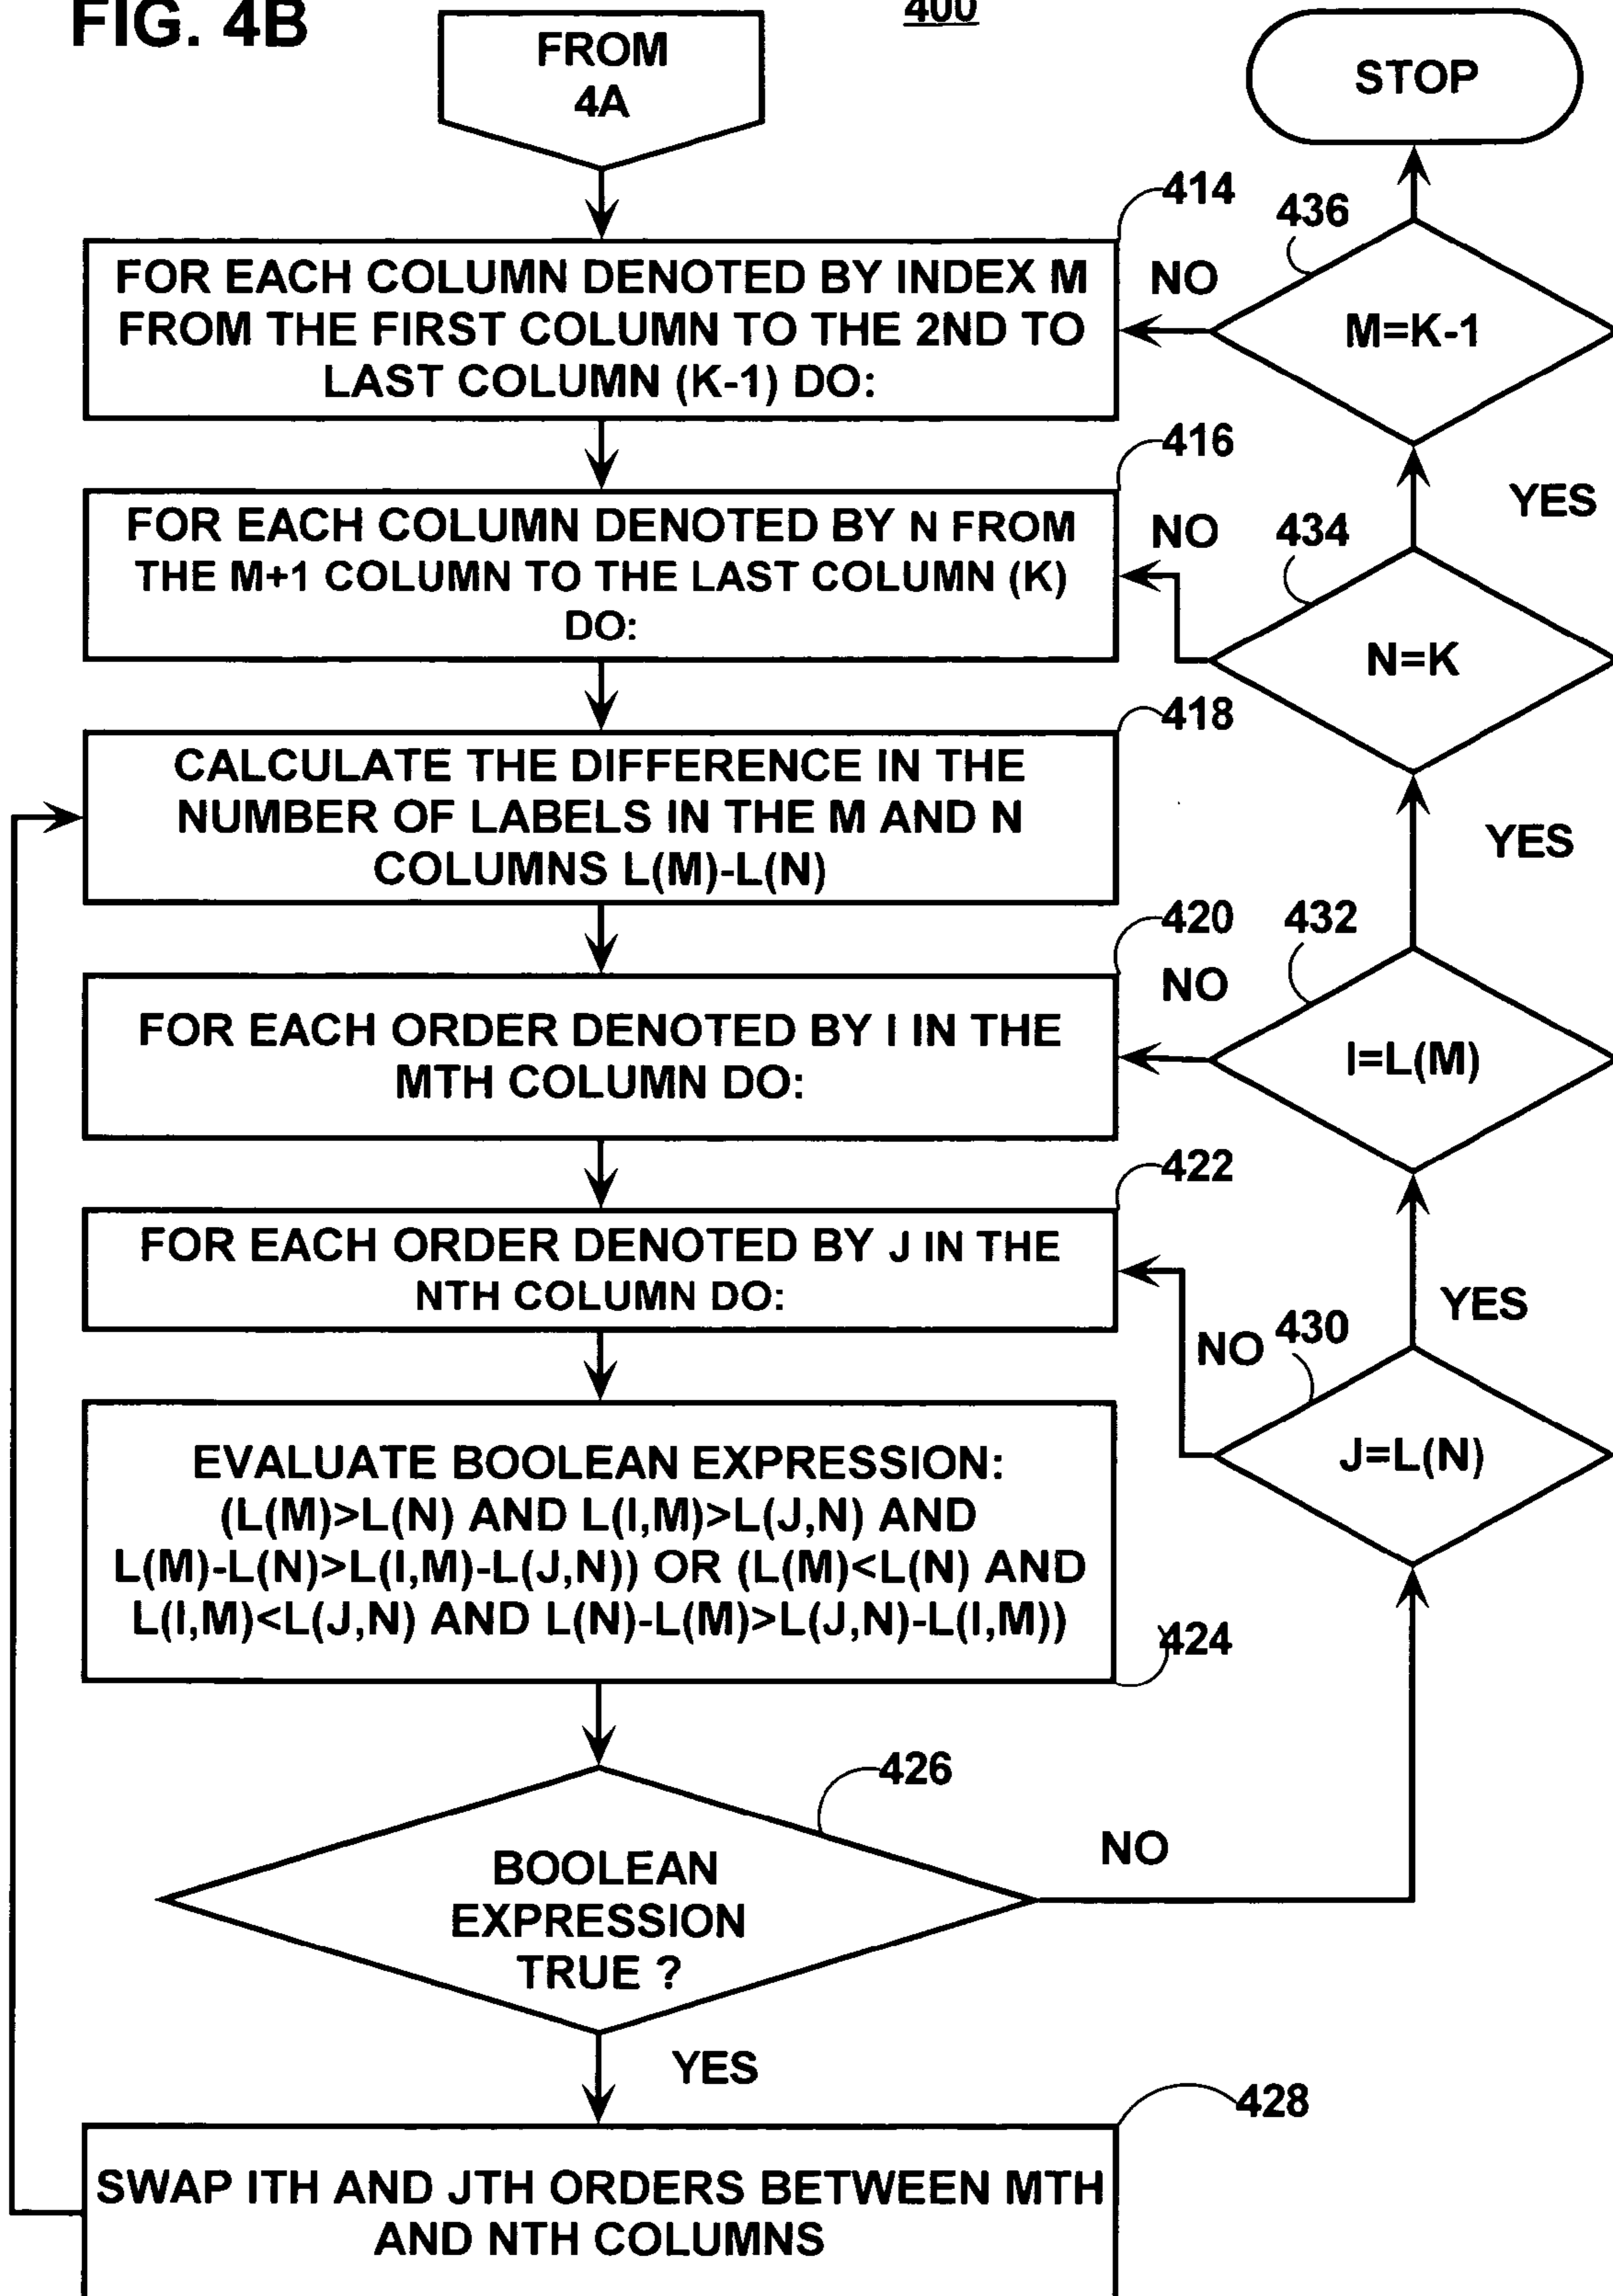 FIG. 4B
400
FROM
4A
STOP
414
436
FOR EACH COLUMN DENOTED BY INDEX M
FROM THE FIRST COLUMN TO THE 2ND TO
LAST COLUMN (K-1) DO:
NO
M=K-1
416
YES
FOR EACH COLUMN DENOTED BY N FROM
THE M+1 COLUMN TO THE LAST COLUMN (K)
DO:
NO
434
N=K
418
CALCULATE THE DIFFERENCE IN THE
NUMBER OF LABELS IN THE M AND N
COLUMNS L(M)-L(N)
YES
420
432
NO
FOR EACH ORDER DENOTED BY I IN THE
MTH COLUMN DO:
I=L(M)
422
FOR EACH ORDER DENOTED BY J IN THE
NTH COLUMN DO:
YES
430
NO
J=L(N)
EVALUATE BOOLEAN EXPRESSION:
(L(M)>L(N) AND L(I,M)>L(J,N) AND
L(M)-L(N)>L(I,M)-L(J,N)) OR (L(M)<L(N) AND
L(I,M)<L(J,N) AND L(N)-L(M)>L(J,N)-L(I,M))
424
426
BOOLEAN
EXPRESSION
TRUE ?
NO
YES
428
SWAP ITH AND JTH ORDERS BETWEEN MTH
AND NTH COLUMNS